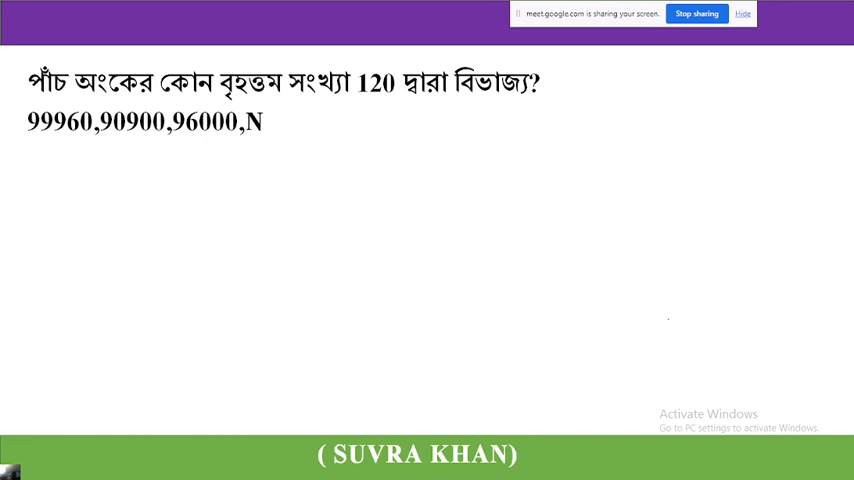 meet.google.com is sharing your screen. Stop sharing Hide
পাঁচ অংকের কোন বৃহত্তম সংখ্যা 120 দ্বারা বিভাজ্য?
99960,90900,96000,N
Activate Windows
Go to PC settings to activate Windows.
( SUVRA KHAN)